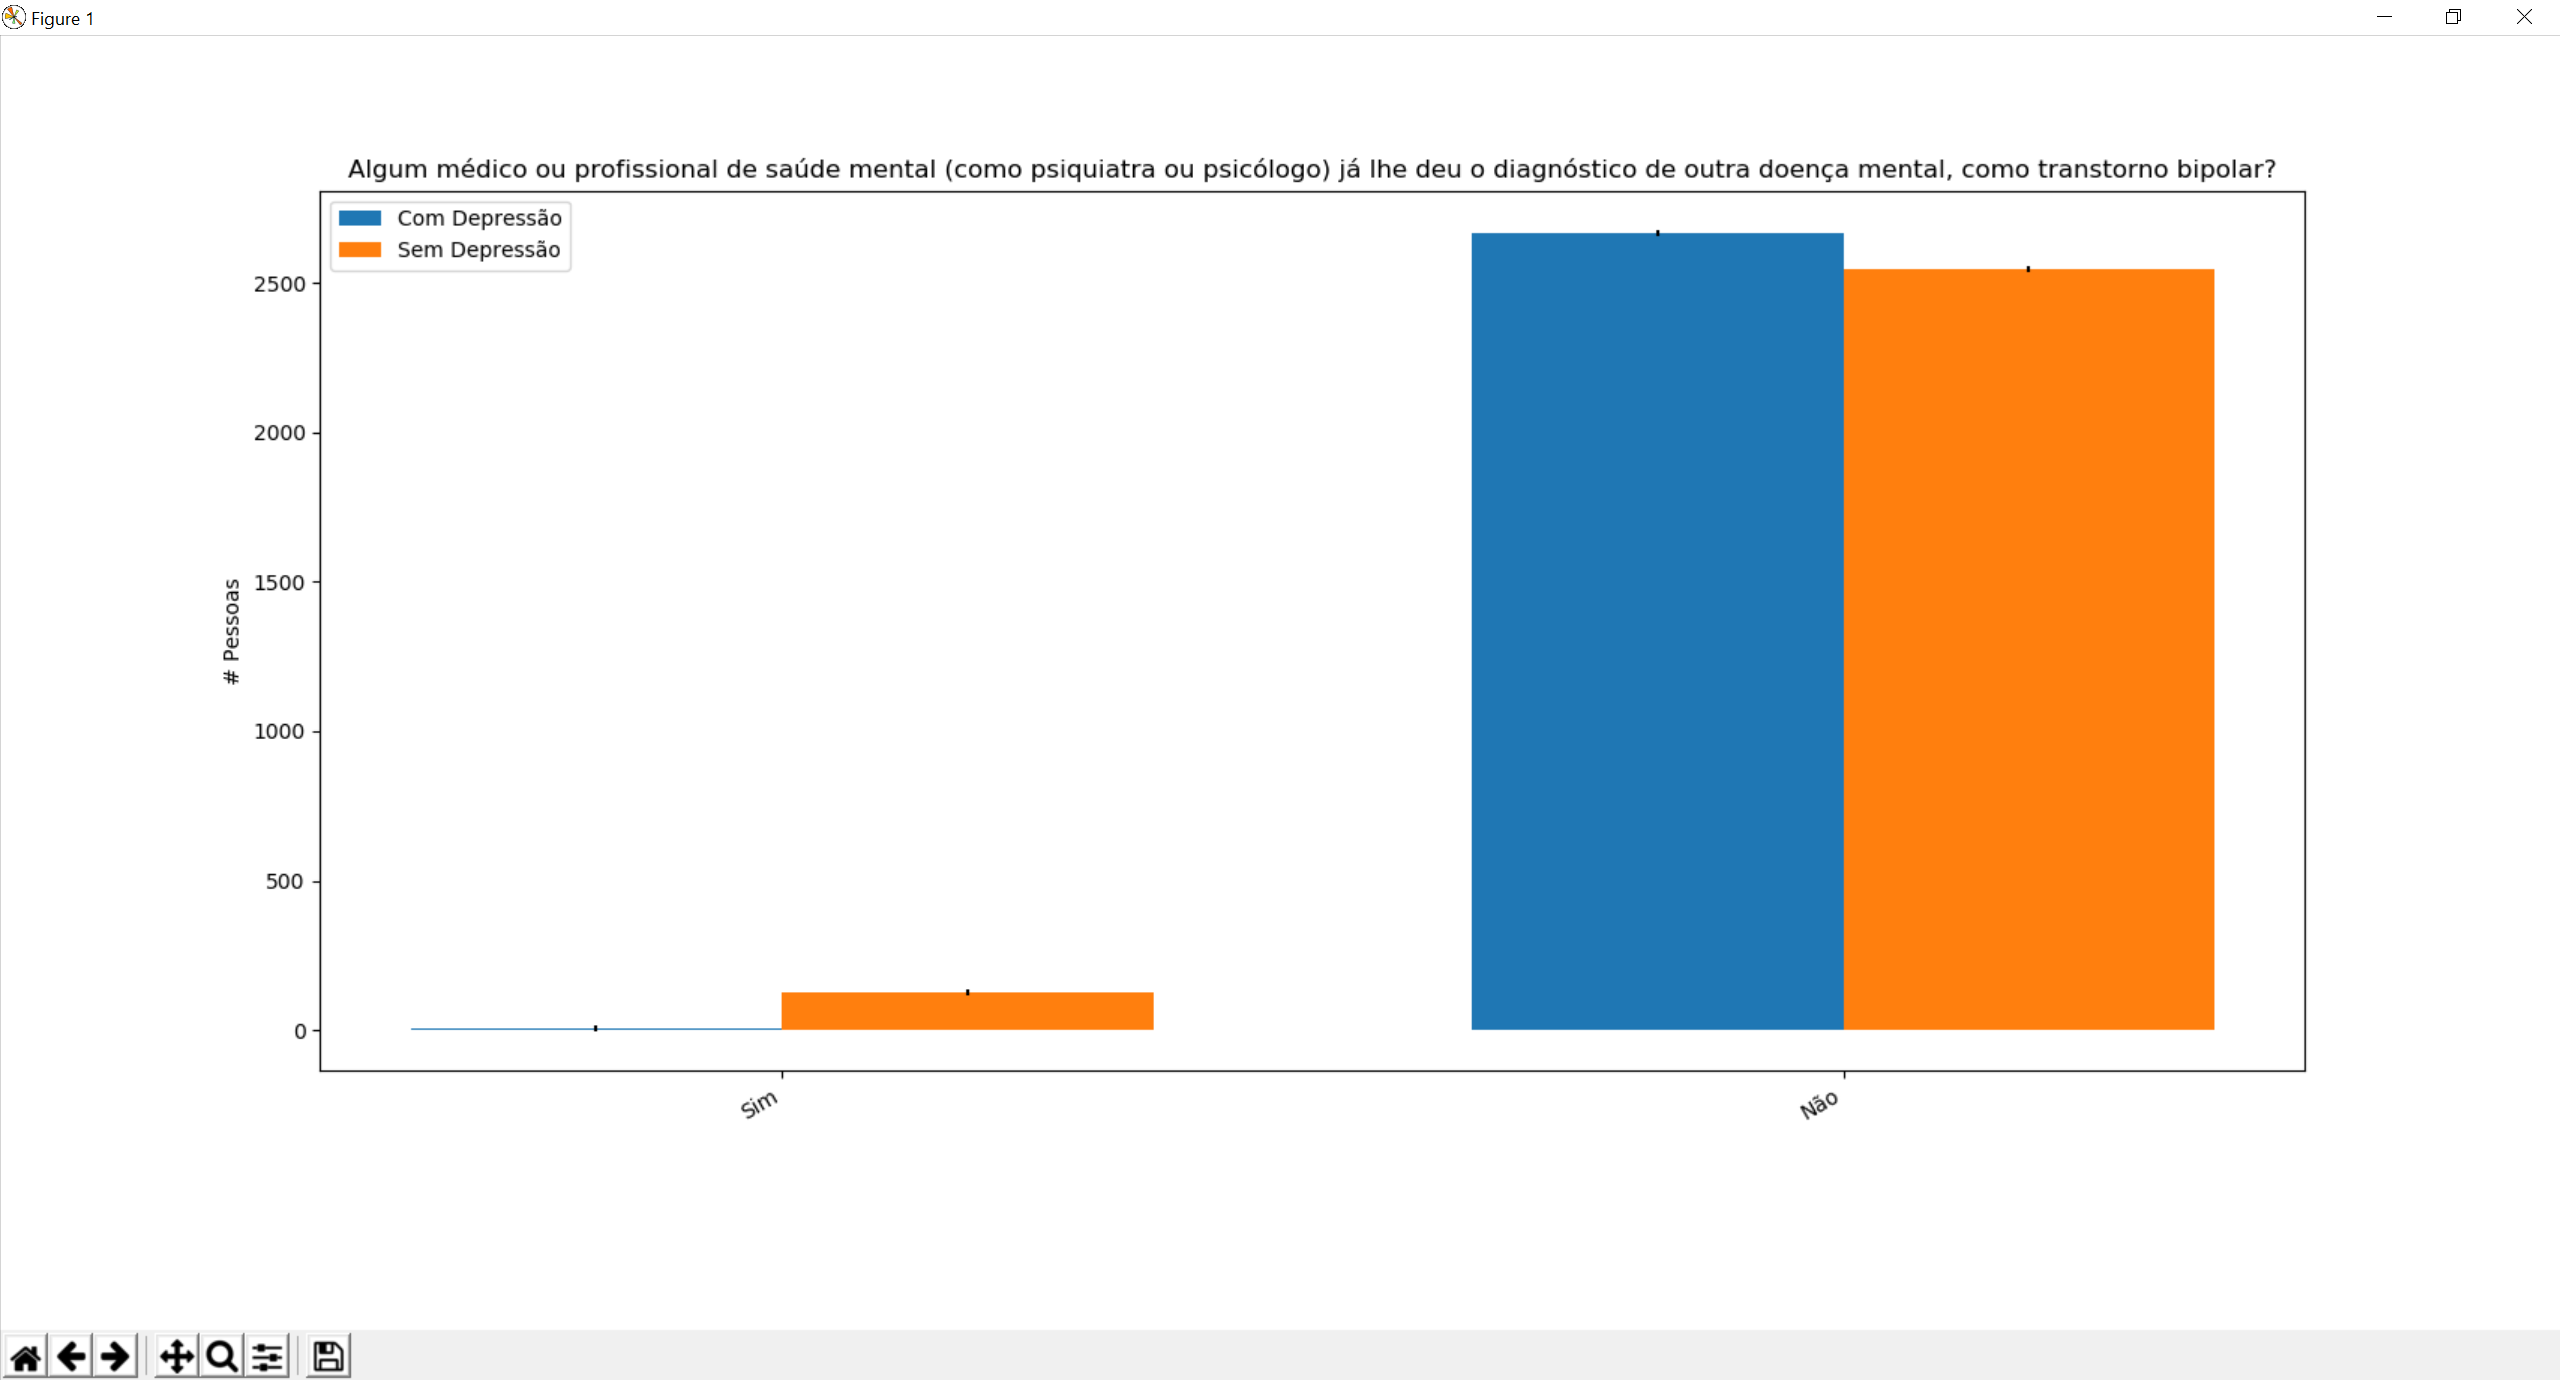 Figure 1
Algum médico ou profissional de saúde mental (como psiquiatra ou psicólogo) já lhe deu o diagnóstico de outra doença mental, como transtorno bipolar?
Com Depressão
Sem Depressão
2500
2000
1500
1000
500
0
# Pessoas
Sim
Não